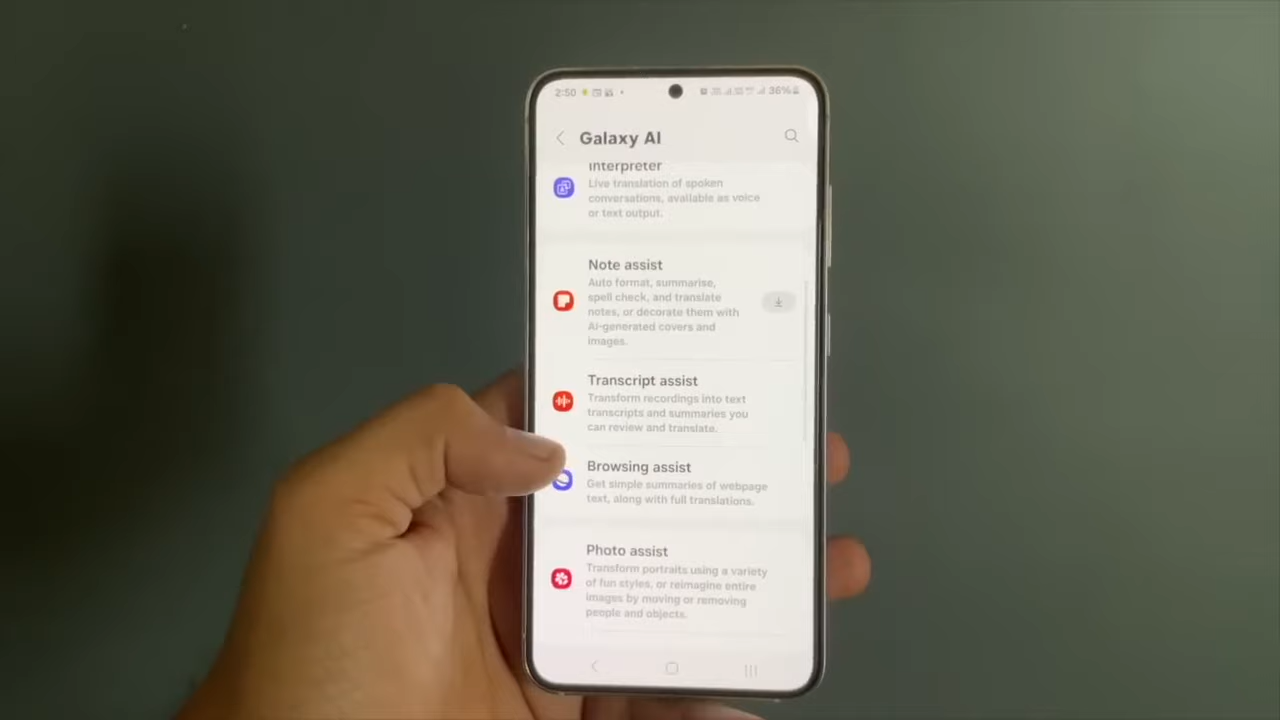 2:50
36%
Galaxy AI
Interpreter
Live translation of spoken
conversations, available as voice
or text output.
Note assist
Auto format, summarise,
spell check, and translate
notes, or decorate them with
AI-generated covers and
images.
Transcript assist
Transform recordings into text
transcripts and summaries you
can review and translate.
Browsing assist
Get simple summaries of webpage
text, along with full translations.
Photo assist
Transform portraits using a variety
of fun styles, or reimagine entire
images by moving or removing
people and objects.